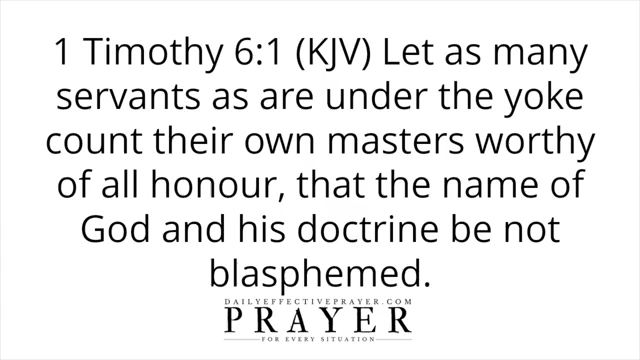 1 Timothy 6:1 (KJV) Let as many
servants as are under the yoke
count their own masters worthy
of all honour, that the name of
God and his doctrine be not
blasphemed.
DAILYEFFECTIVEPRAYER.COM
PRAYER
FOR EVERY SITUATION